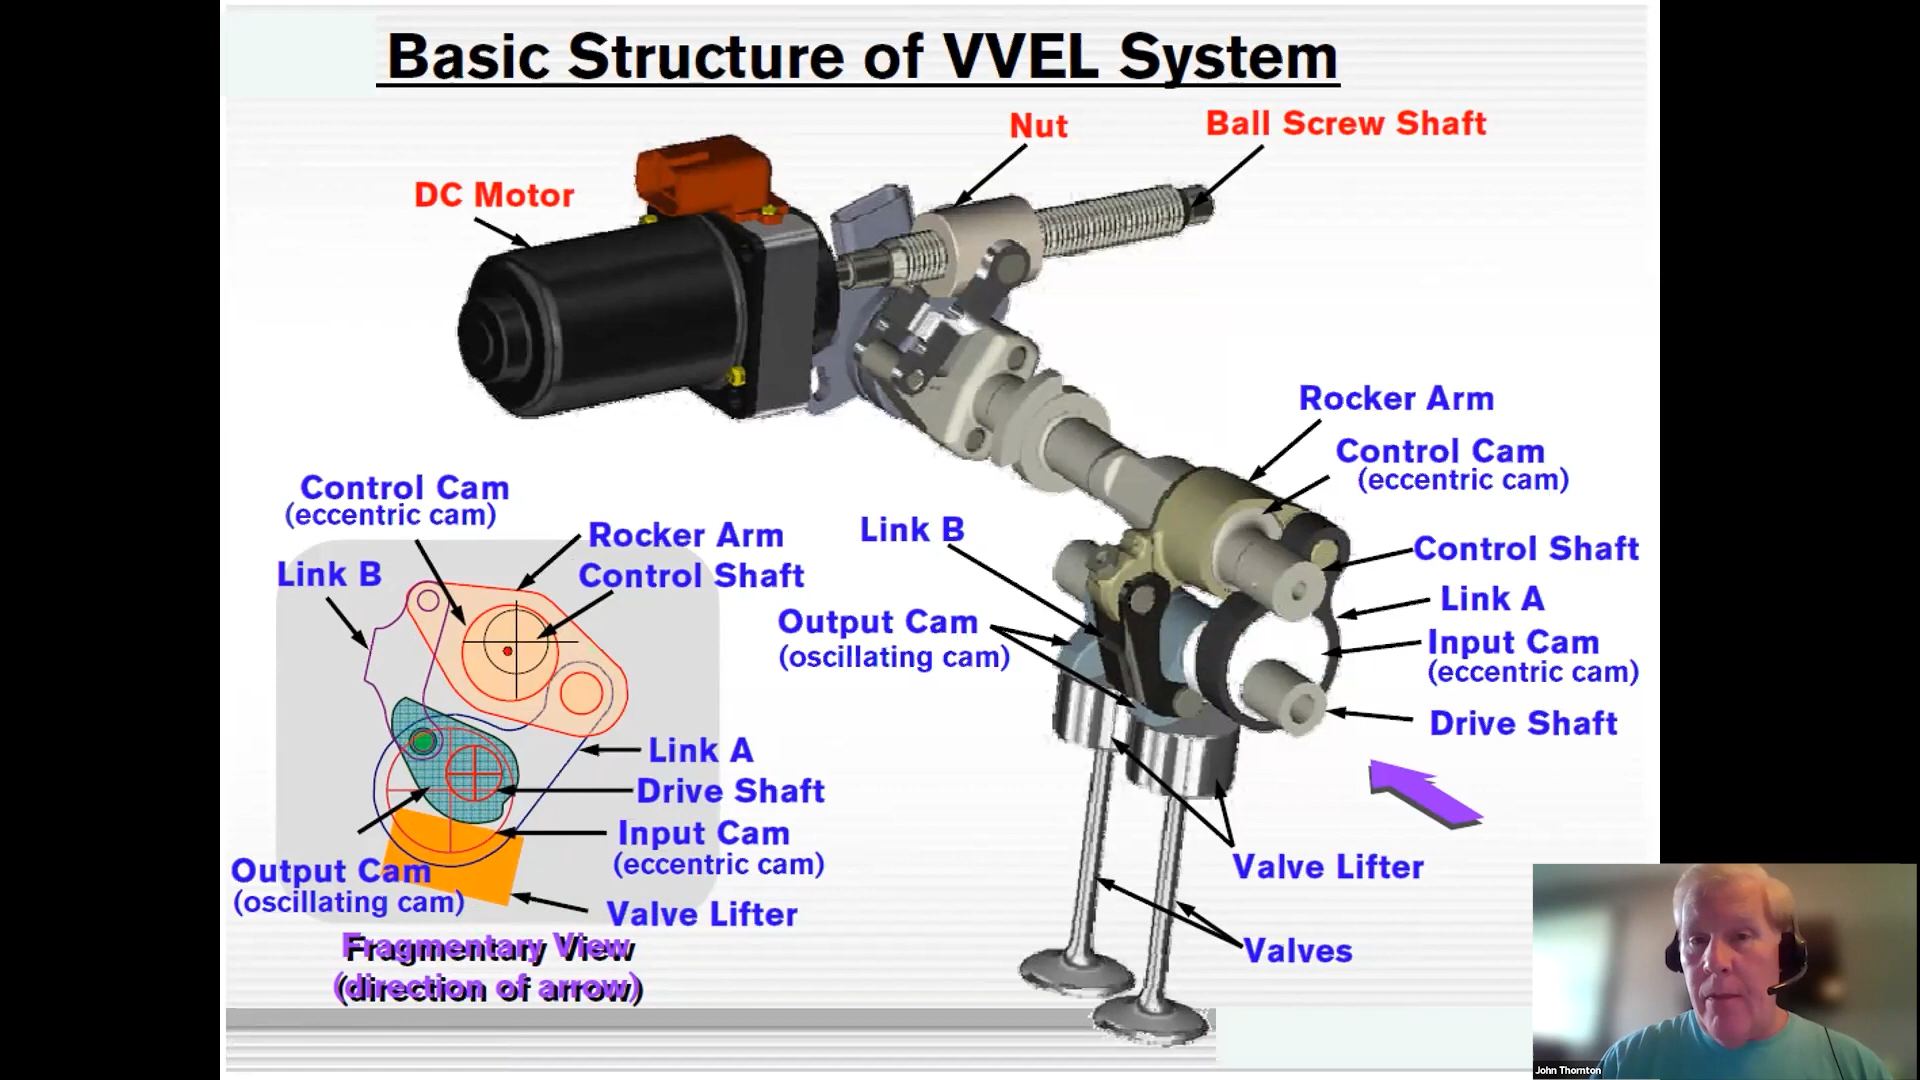 Basic Structure of VVEL System
Nut
Ball Screw Shaft
DC Motor
Rocker Arm
Control Cam
(eccentric cam)
Control Shaft
Link A
Input Cam
(eccentric cam)
Drive Shaft
Link B
Output Cam
(oscillating cam)
Valve Lifter
Valves
Control Cam
(eccentric cam)
Rocker Arm
Control Shaft
Link B
Link A
Drive Shaft
Input Cam
(eccentric cam)
Output Cam
(oscillating cam)
Valve Lifter
Fragmentary View
(direction of arrow)
John Thornton